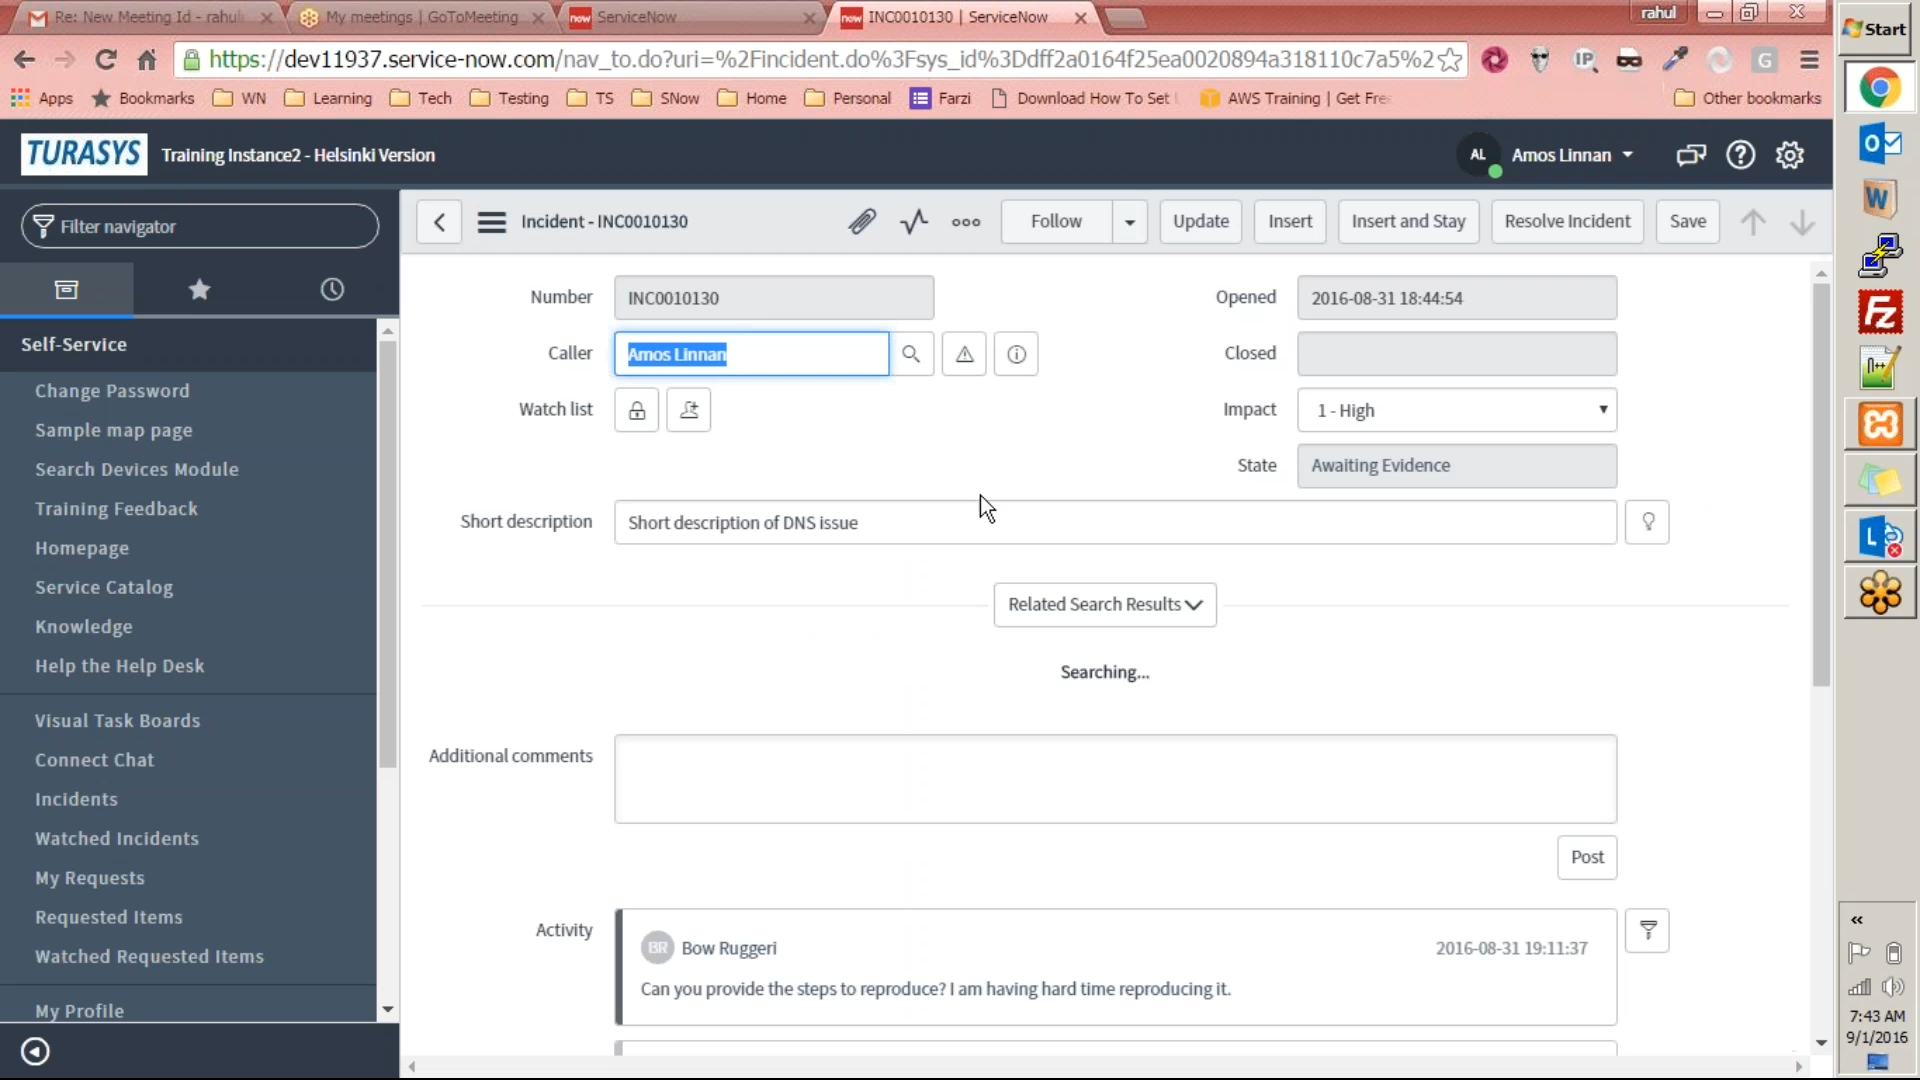 Re: New Meeting Id - rahul
My meetings | GoToMeeting
now ServiceNow
now INC0010130 | ServiceNow
rahul
Start
https://dev11937.service-now.com/nav_to.do?uri=%2Fincident.do%3Fsys_id%3Ddff2a0164f25ea0020894a318110c7a5%2
Apps Bookmarks WN Learning Tech Testing TS SNow Home Personal Farzi Download How To Set AWS Training | Get Fre Other bookmarks
TURASYS Training Instance2 - Helsinki Version
AL Amos Linnan
Filter navigator
Incident - INC0010130
Follow Update Insert Insert and Stay Resolve Incident Save
Self-Service
Change Password
Sample map page
Search Devices Module
Training Feedback
Homepage
Service Catalog
Knowledge
Help the Help Desk
Visual Task Boards
Connect Chat
Incidents
Watched Incidents
My Requests
Requested Items
Watched Requested Items
My Profile
Number INC0010130
Opened 2016-08-31 18:44:54
Caller Amos Linnan
Closed
Watch list
Impact 1 - High
State Awaiting Evidence
Short description Short description of DNS issue
Related Search Results
Searching...
Additional comments
Post
Activity
BR Bow Ruggeri 2016-08-31 19:11:37
Can you provide the steps to reproduce? I am having hard time reproducing it.
7:43 AM
9/1/2016